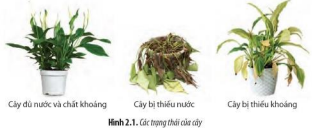 Cây đủ nước và chất khoáng Cây bị thiếu nước Cây bị thiếu khoáng
Hình 2.1. Các trạng thái của cây